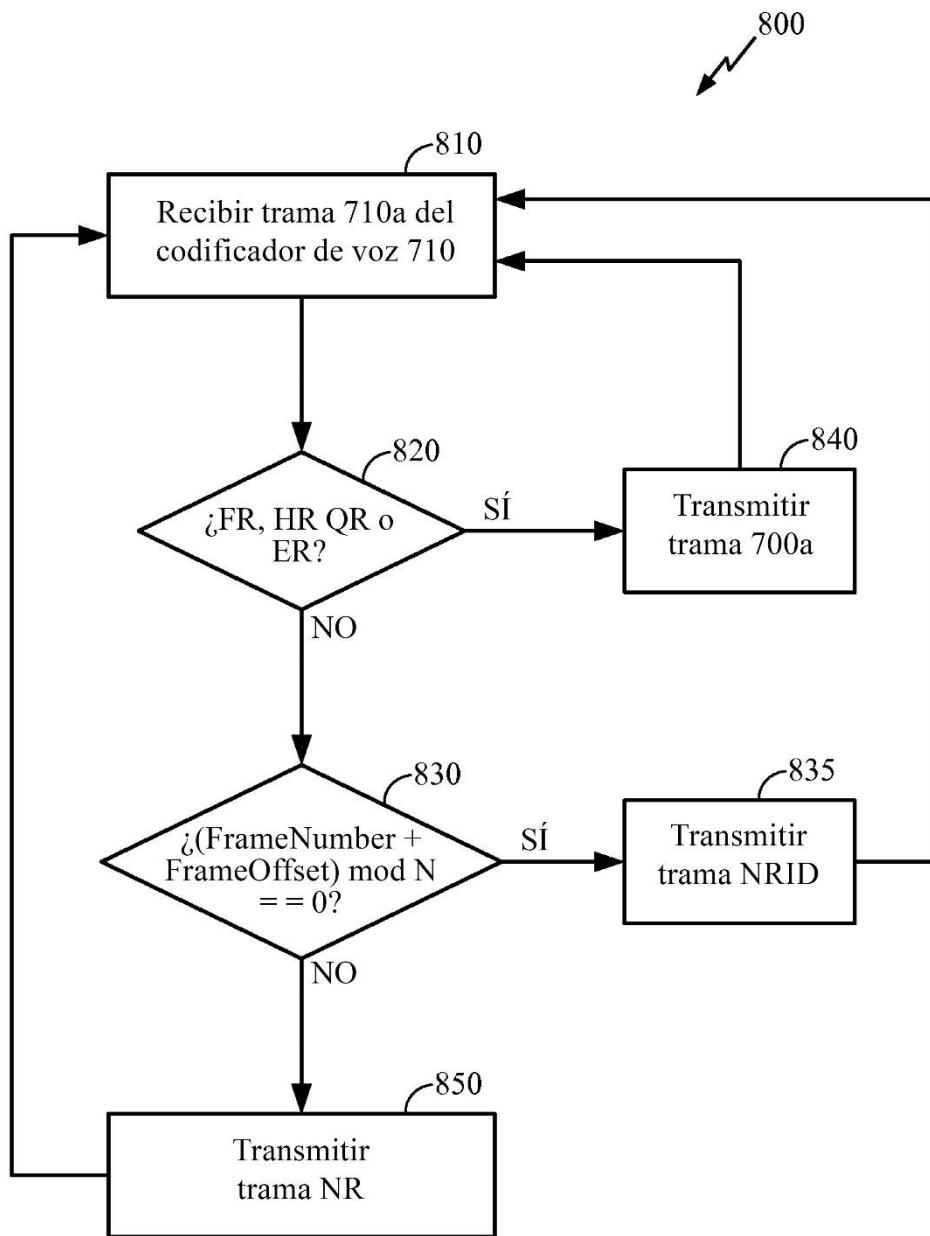 800
810
Recibir trama 710a del
codificador de voz 710
820
¿FR, HR QR o
ER?
SÍ
840
Transmitir
trama 700a
NO
830
¿(FrameNumber +
FrameOffset) mod N
= = 0?
SÍ
835
Transmitir
trama NRID
NO
850
Transmitir
trama NR